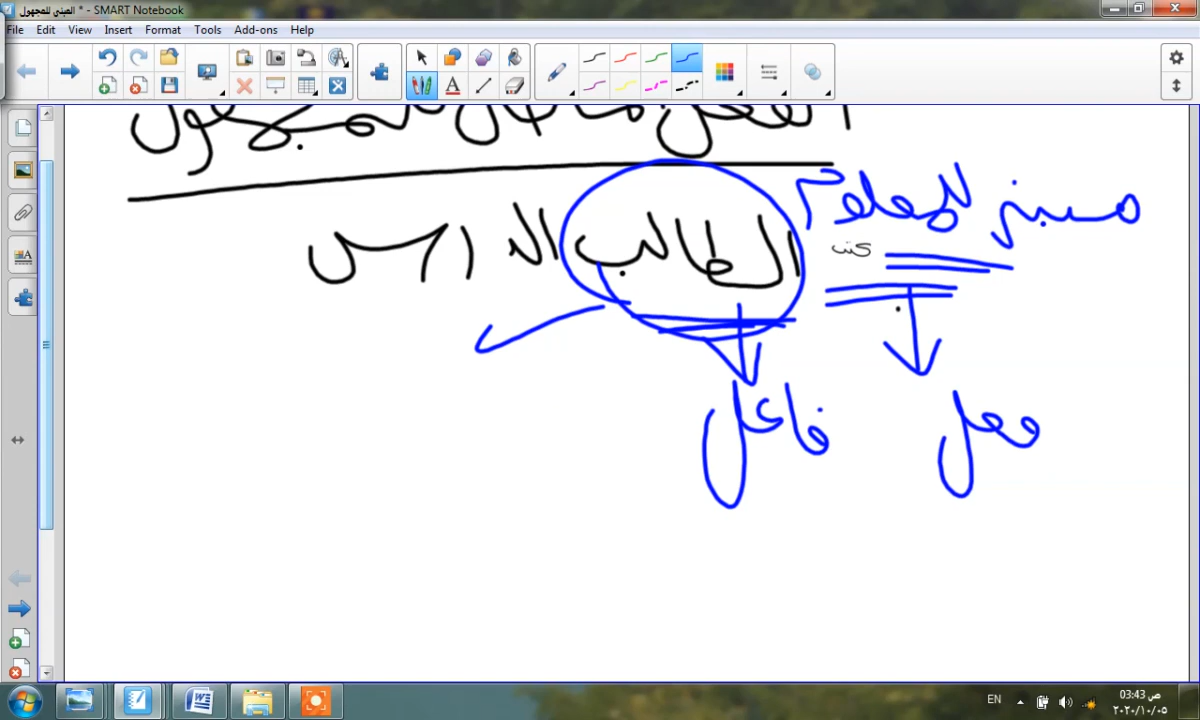 المبني للمجهول * - SMART Notebook
File Edit View Insert Format Tools Add-ons Help
الفعل للمجهول
مبني للمعلوم
كتب الطالب الدرس
فعل
فاعل
EN
03:43 ص
٢٠٢٠/١٠/٠٥